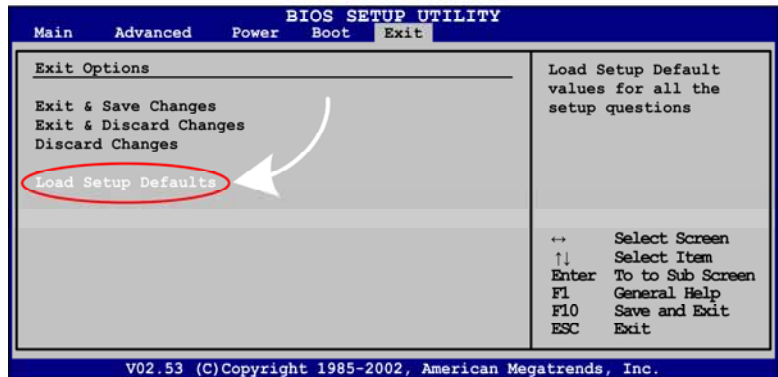 BIOS SETUP UTILITY
Main Advanced Power Boot Exit
Exit Options
Exit & Save Changes
Exit & Discard Changes
Discard Changes
Load Setup Defaults
Load Setup Default
values for all the
setup questions
↔ Select Screen
↑↓ Select Item
Enter To to Sub Screen
F1 General Help
F10 Save and Exit
ESC Exit
V02.53 (C)Copyright 1985-2002, American Megatrends, Inc.